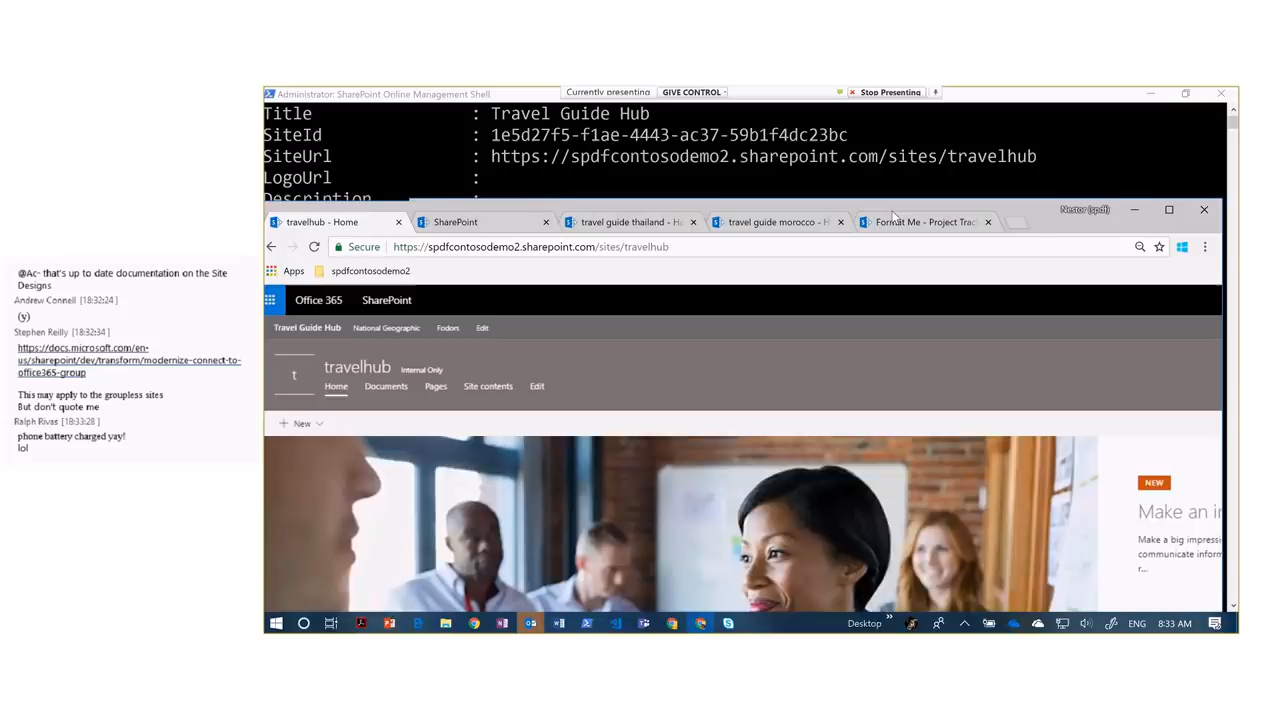 @Ac- that's up to date documentation on the Site
Designs
Andrew Connell [18:32:24]
(y)
Stephen Reilly [18:32:34]
https://docs.microsoft.com/en-
us/sharepoint/dev/transform/modernize-connect-to-
office365-group
This may apply to the groupless sites
But don't quote me
Ralph Rivas [18:33:28]
phone battery charged yay!
lol
Administrator: SharePoint Online Management Shell
Currently presenting GIVE CONTROL Stop Presenting
Title : Travel Guide Hub
SiteId : 1e5d27f5-f1ae-4443-ac37-59b1f4dc23bc
SiteUrl : https://spdfcontosodemo2.sharepoint.com/sites/travelhub
LogoUrl :
Description
travelhub - Home SharePoint travel guide thailand - Ho travel guide morocco - H Format Me - Project Trac Nestor (spdf)
Secure https://spdfcontosodemo2.sharepoint.com/sites/travelhub
Apps spdfcontosodemo2
Office 365 SharePoint
Travel Guide Hub National Geographic Fodors Edit
t
travelhub Internal Only
Home Documents Pages Site contents Edit
+ New
NEW
Make an i
Make a big impressi
communicate inform
r...
Desktop ENG 8:33 AM